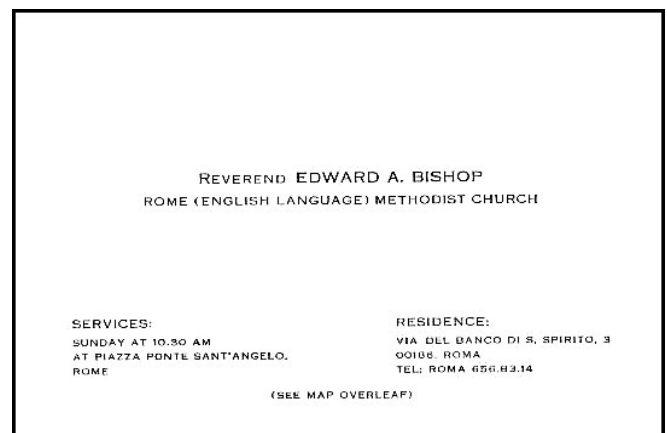 REVEREND EDWARD A. BISHOP
ROME (ENGLISH LANGUAGE) METHODIST CHURCH
SERVICES:
SUNDAY AT 10.30 AM
AT PIAZZA PONTE SANT'ANGELO,
ROME
RESIDENCE:
VIA DEL BANCO DI S. SPIRITO, 3
00186. ROMA
TEL: ROMA 656.83.14
(SEE MAP OVERLEAF)